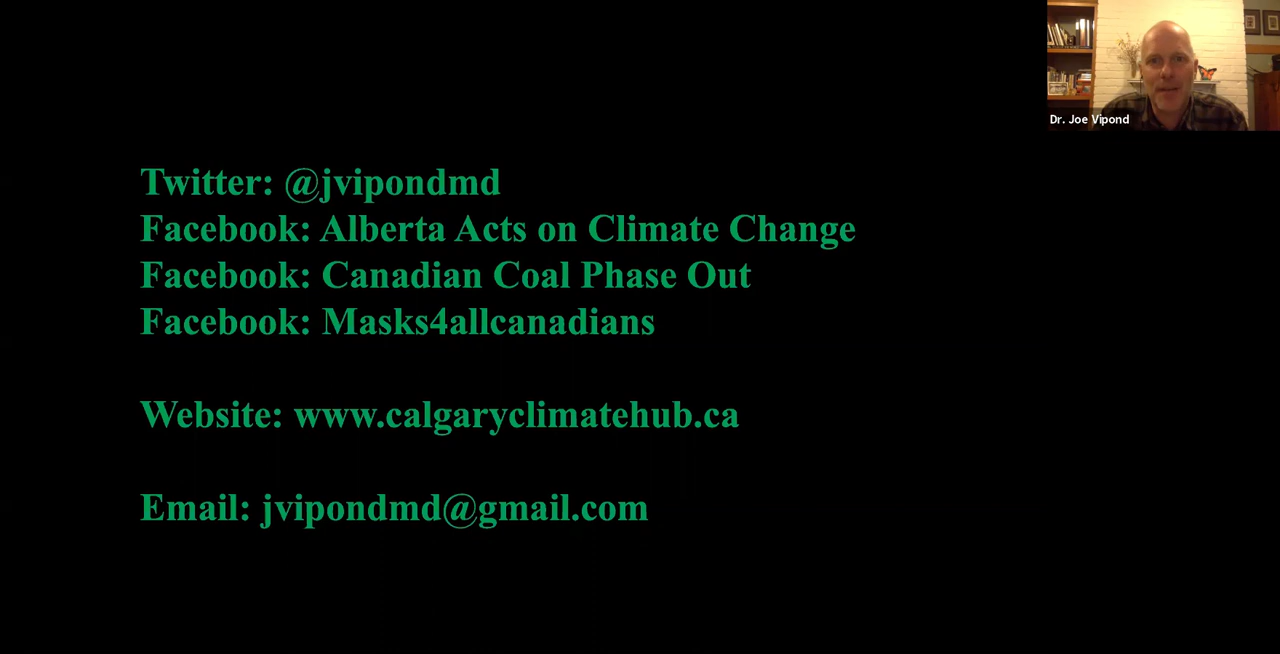 Dr. Joe Vipond
Twitter: @jvipondmd
Facebook: Alberta Acts on Climate Change
Facebook: Canadian Coal Phase Out
Facebook: Masks4allcanadians
Website: www.calgaryclimatehub.ca
Email: jvipondmd@gmail.com